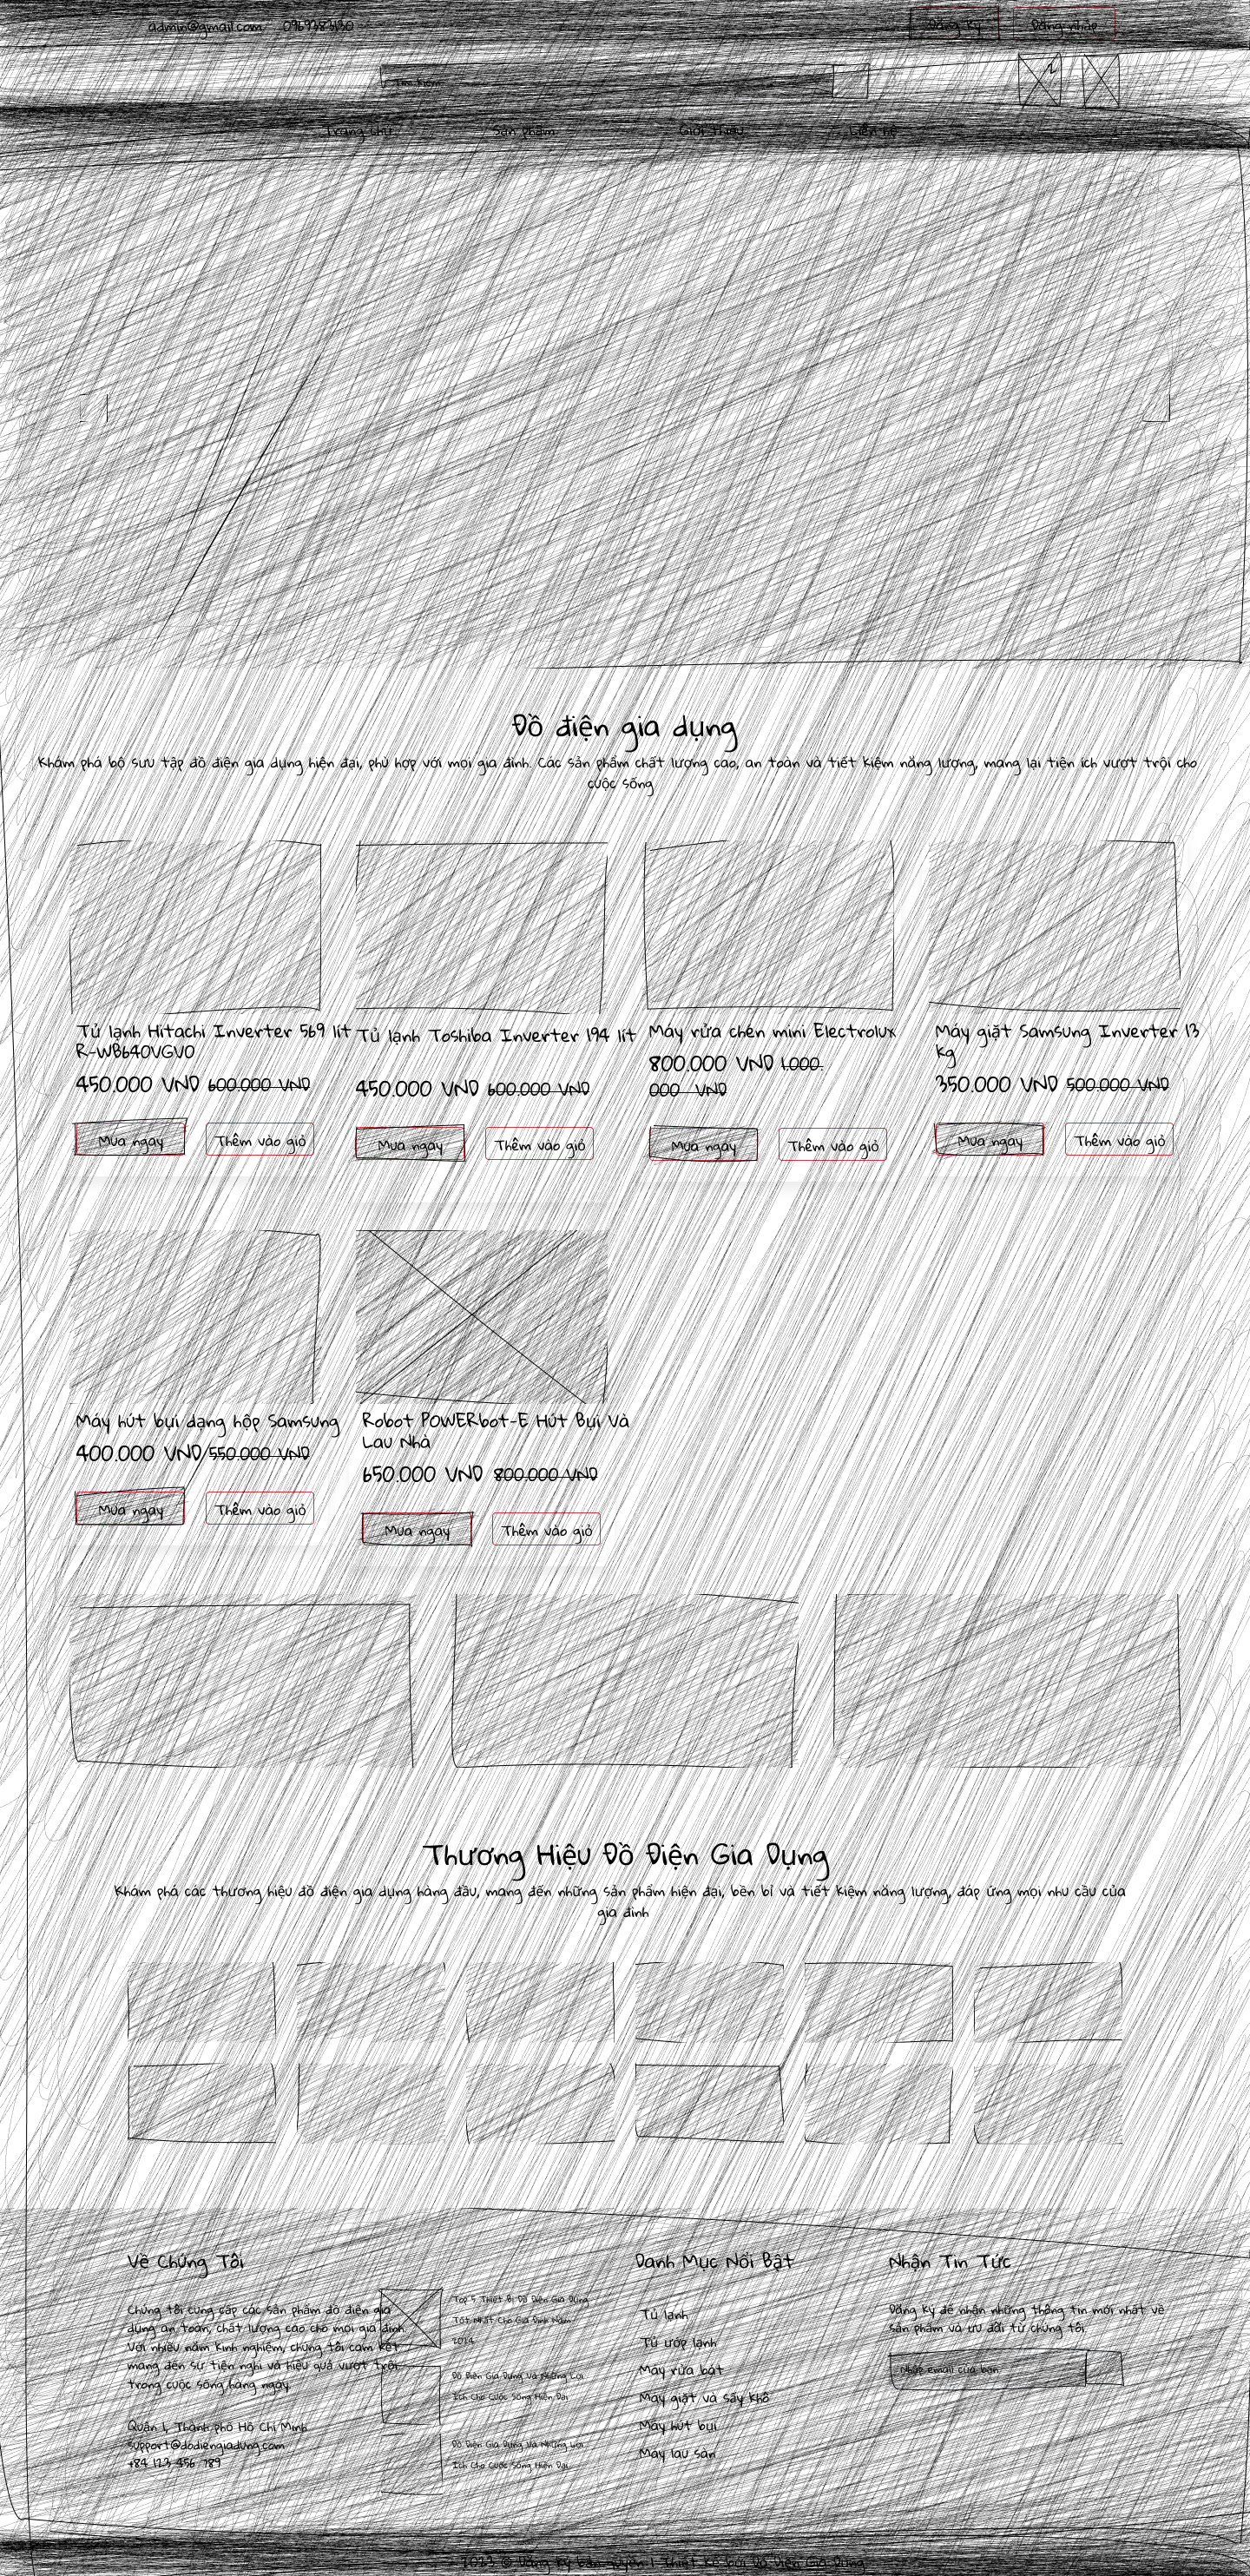 admin@gmail.com
Đăng ký
Đăng nhập
Tìm kiếm
Trang chủ
Sản phẩm
Giới thiệu
Liên hệ
Đồ điện gia dụng
Khám phá bộ sưu tập đồ điện gia dụng hiện đại, phù hợp với mọi gia đình. Các sản phẩm chất lượng cao, an toàn và tiết kiệm năng lượng, mang lại tiện ích vượt trội cho
cuộc sống
Tủ lạnh Hitachi Inverter 569 lít
R-WB640VGV0
450.000 VND 600.000 VND
Mua ngay
Thêm vào giỏ
Tủ lạnh Toshiba Inverter 194 lít
450.000 VND 600.000 VND
Mua ngay
Thêm vào giỏ
Máy rửa chén mini Electrolux
800.000 VND 1.000.
000 VND
Mua ngay
Thêm vào giỏ
Máy giặt Samsung Inverter 13
kg
350.000 VND 500.000 VND
Mua ngay
Thêm vào giỏ
Máy hút bụi dạng hộp Samsung
400.000 VND 550.000 VND
Mua ngay
Thêm vào giỏ
Robot POWERbot-E Hút Bụi Và
Lau Nhà
650.000 VND 800.000 VND
Mua ngay
Thêm vào giỏ
Thương Hiệu Đồ Điện Gia Dụng
Khám phá các thương hiệu đồ điện gia dụng hàng đầu, mang đến những sản phẩm hiện đại, bền bỉ và tiết kiệm năng lượng, đáp ứng mọi nhu cầu của
gia đình
Về Chúng Tôi
Chúng tôi cung cấp các sản phẩm đồ điện gia
dụng an toàn, chất lượng cao cho mọi gia đình.
Với nhiều năm kinh nghiệm, chúng tôi cam kết
mang đến sự tiện nghi và hiệu quả vượt trội
trong cuộc sống hàng ngày.
Quận 1, Thành phố Hồ Chí Minh
support@dodiengiadung.com
+84 123 456 789
Top 5 Thiết Bị Đồ Điện Gia Dụng
Tốt Nhất Cho Gia Đình Năm
2024
Đồ Điện Gia Dụng Và Những Lợi
Ích Cho Cuộc Sống Hiện Đại
Đồ Điện Gia Dụng Và Những Lợi
Ích Cho Cuộc Sống Hiện Đại
Danh Mục Nổi Bật
Tủ lạnh
Tủ ướp lạnh
Máy rửa bát
Máy giặt và sấy khô
Máy hút bụi
Máy lau sàn
Nhận Tin Tức
Đăng ký để nhận những thông tin mới nhất về
sản phẩm và ưu đãi từ chúng tôi.
Nhập email của bạn
2023 © Đăng ký bản quyền | Thiết kế bởi Đồ Điện Gia Dụng